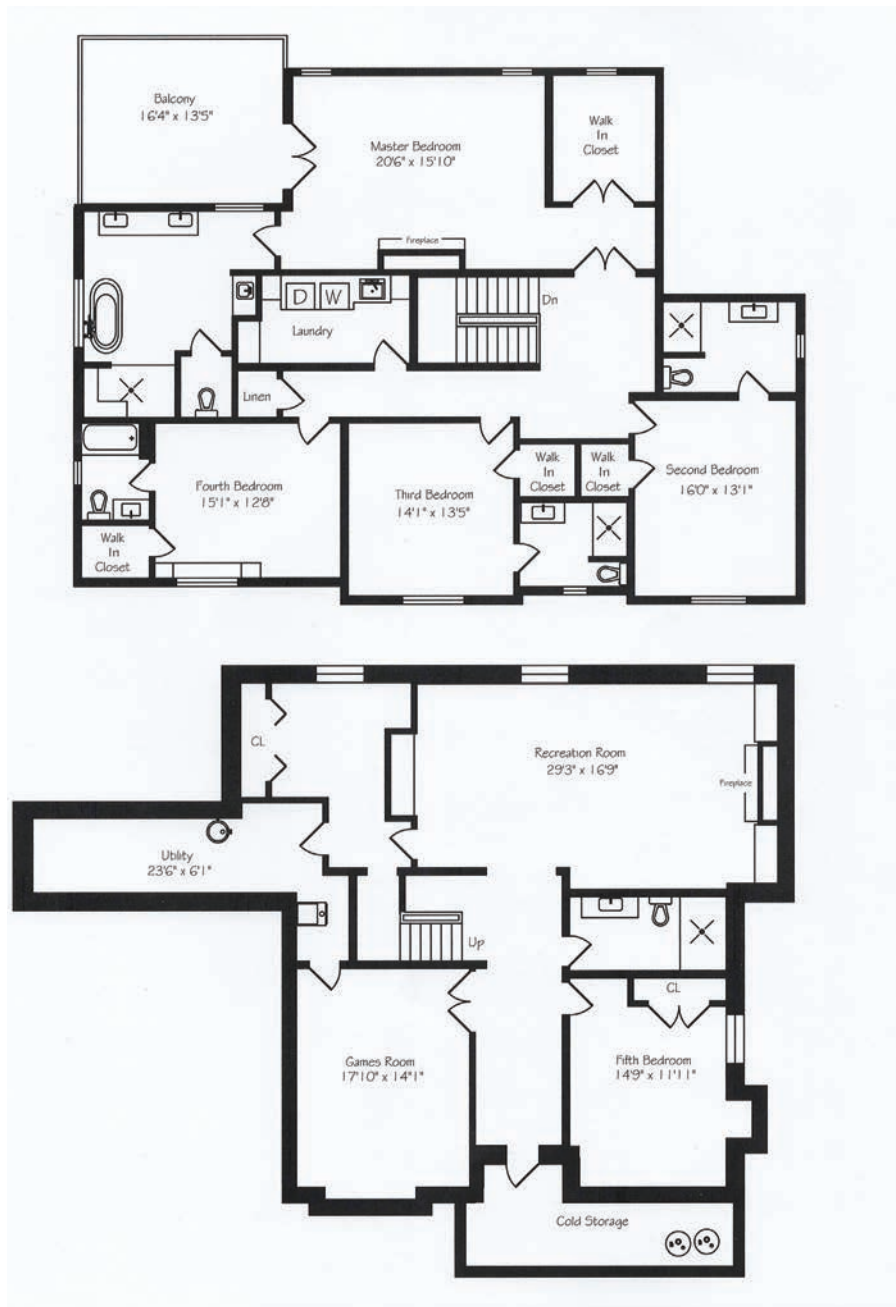 Balcony
16'4" x 13'5"
Master Bedroom
20'6" x 15'10"
Walk
In
Closet
Fireplace
D
W
Laundry
Dn
Linen
Fourth Bedroom
15'1" x 12'8"
Walk
In
Closet
Third Bedroom
14'1" x 13'5"
Walk
In
Closet
Walk
In
Closet
Second Bedroom
16'0" x 13'1"
CL
Recreation Room
29'3" x 16'9"
Fireplace
Utility
23'6" x 6'1"
Up
CL
Games Room
17'10" x 14'1"
Fifth Bedroom
14'9" x 11'11"
Cold Storage